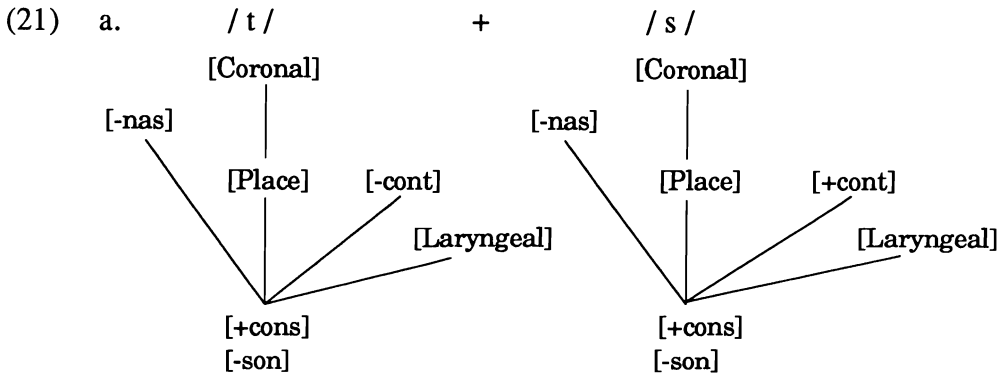 (21) a. / t / + / s /
[Coronal] [Coronal]
[-nas] [-nas]
[Place] [-cont] [Place] [+cont]
[Laryngeal] [Laryngeal]
[+cons] [+cons]
[-son] [-son]